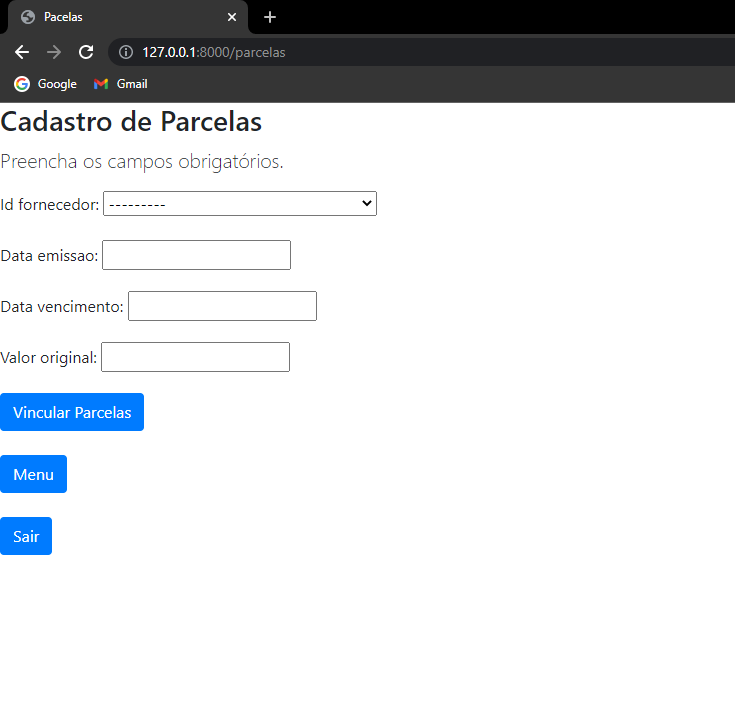 Pacelas
127.0.0.1:8000/parcelas
Google Gmail
Cadastro de Parcelas
Preencha os campos obrigatórios.
Id fornecedor: ---------
Data emissao:
Data vencimento:
Valor original:
Vincular Parcelas
Menu
Sair